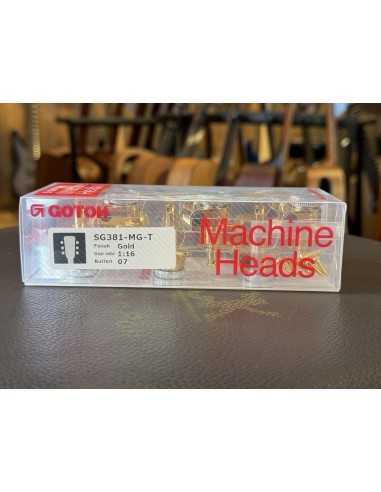 GOTOH
SG381-MG-T
Finish Gold
Gear ratio 1:16
Button 07
Machine
Heads